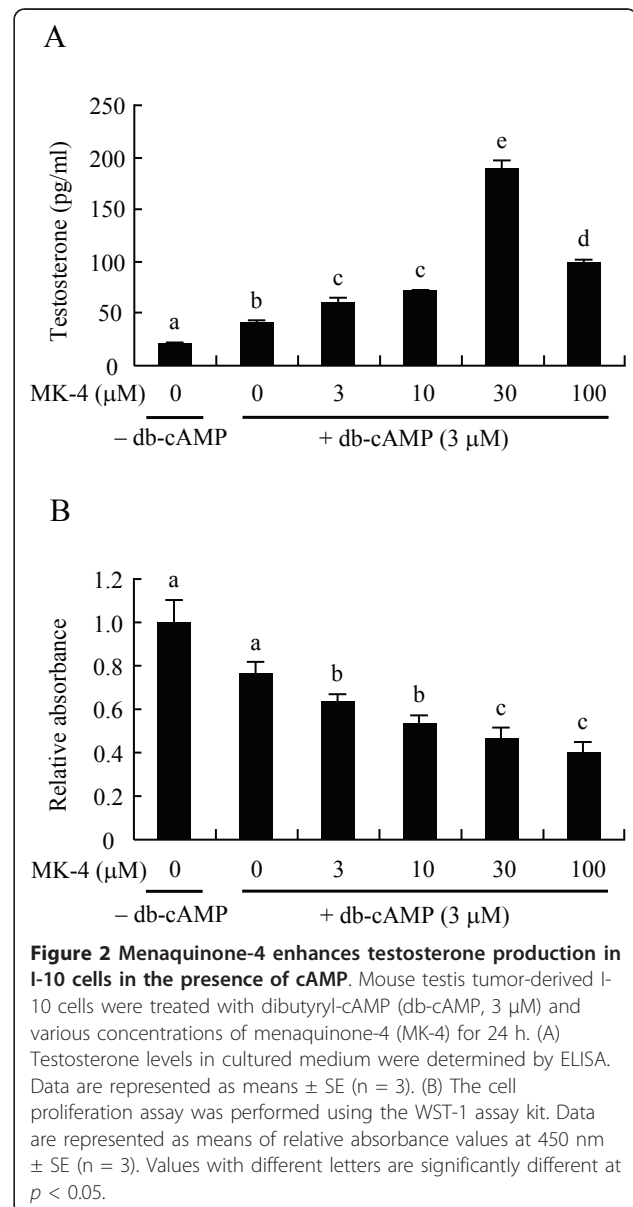 A
250
e
200
Testosterone (pg/ml)
150
d
100
c c
b
50
a
0
MK-4 (μM) 0 0 3 10 30 100
– db-cAMP + db-cAMP (3 μM)
B
1.2
a
1.0
a
Relative absorbance
0.8
b
b
0.6
c
c
0.4
0.2
0
MK-4 (μM) 0 0 3 10 30 100
– db-cAMP + db-cAMP (3 μM)
Figure 2 Menaquinone-4 enhances testosterone production in
I-10 cells in the presence of cAMP. Mouse testis tumor-derived I-
10 cells were treated with dibutyryl-cAMP (db-cAMP, 3 μM) and
various concentrations of menaquinone-4 (MK-4) for 24 h. (A)
Testosterone levels in cultured medium were determined by ELISA.
Data are represented as means ± SE (n = 3). (B) The cell
proliferation assay was performed using the WST-1 assay kit. Data
are represented as means of relative absorbance values at 450 nm
± SE (n = 3). Values with different letters are significantly different at
p < 0.05.